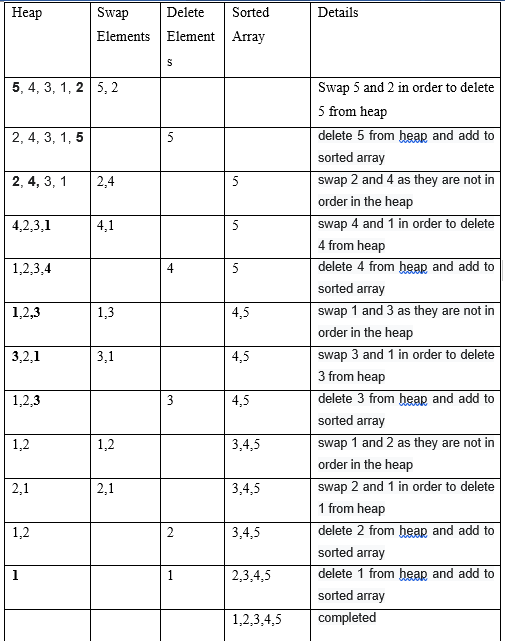 Heap Swap Delete Sorted Details
Elements Element Array
s
5, 4, 3, 1, 2 5, 2 Swap 5 and 2 in order to delete
5 from heap
2, 4, 3, 1, 5 5 delete 5 from heap and add to
sorted array
2, 4, 3, 1 2,4 5 swap 2 and 4 as they are not in
order in the heap
4,2,3,1 4,1 5 swap 4 and 1 in order to delete
4 from heap
1,2,3,4 4 5 delete 4 from heap and add to
sorted array
1,2,3 1,3 4,5 swap 1 and 3 as they are not in
order in the heap
3,2,1 3,1 4,5 swap 3 and 1 in order to delete
3 from heap
1,2,3 3 4,5 delete 3 from heap and add to
sorted array
1,2 1,2 3,4,5 swap 1 and 2 as they are not in
order in the heap
2,1 2,1 3,4,5 swap 2 and 1 in order to delete
1 from heap
1,2 2 3,4,5 delete 2 from heap and add to
sorted array
1 1 2,3,4,5 delete 1 from heap and add to
sorted array
1,2,3,4,5 completed